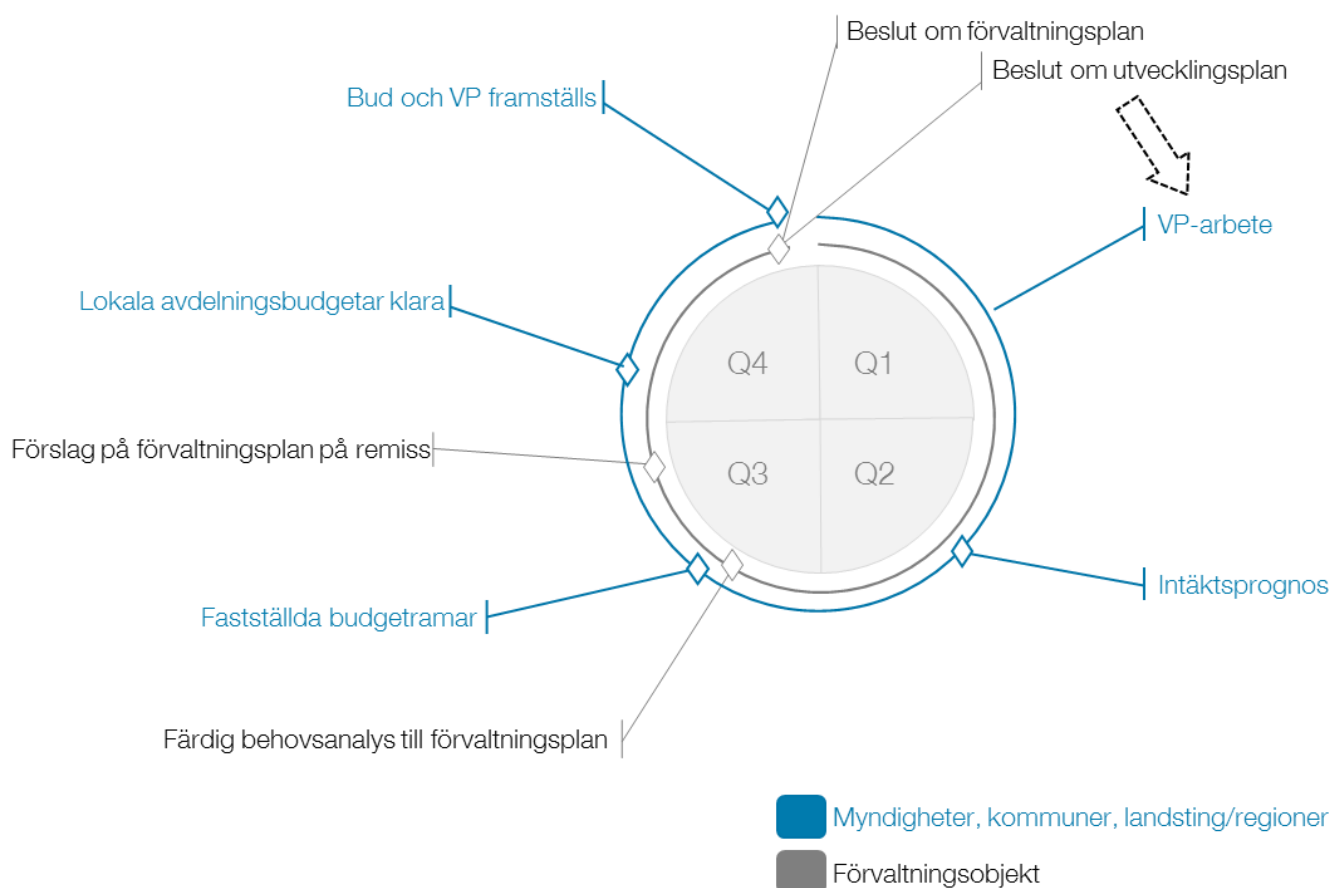 Beslut om förvaltningsplan
Beslut om utvecklingsplan
Bud och VP framställs
VP-arbete
Lokala avdelningsbudgetar klara
Q4
Q1
Förslag på förvaltningsplan på remiss
Q3
Q2
Intäktsprognos
Fastställda budgetramar
Färdig behovsanalys till förvaltningsplan
Myndigheter, kommuner, landsting/regioner
Förvaltningsobjekt